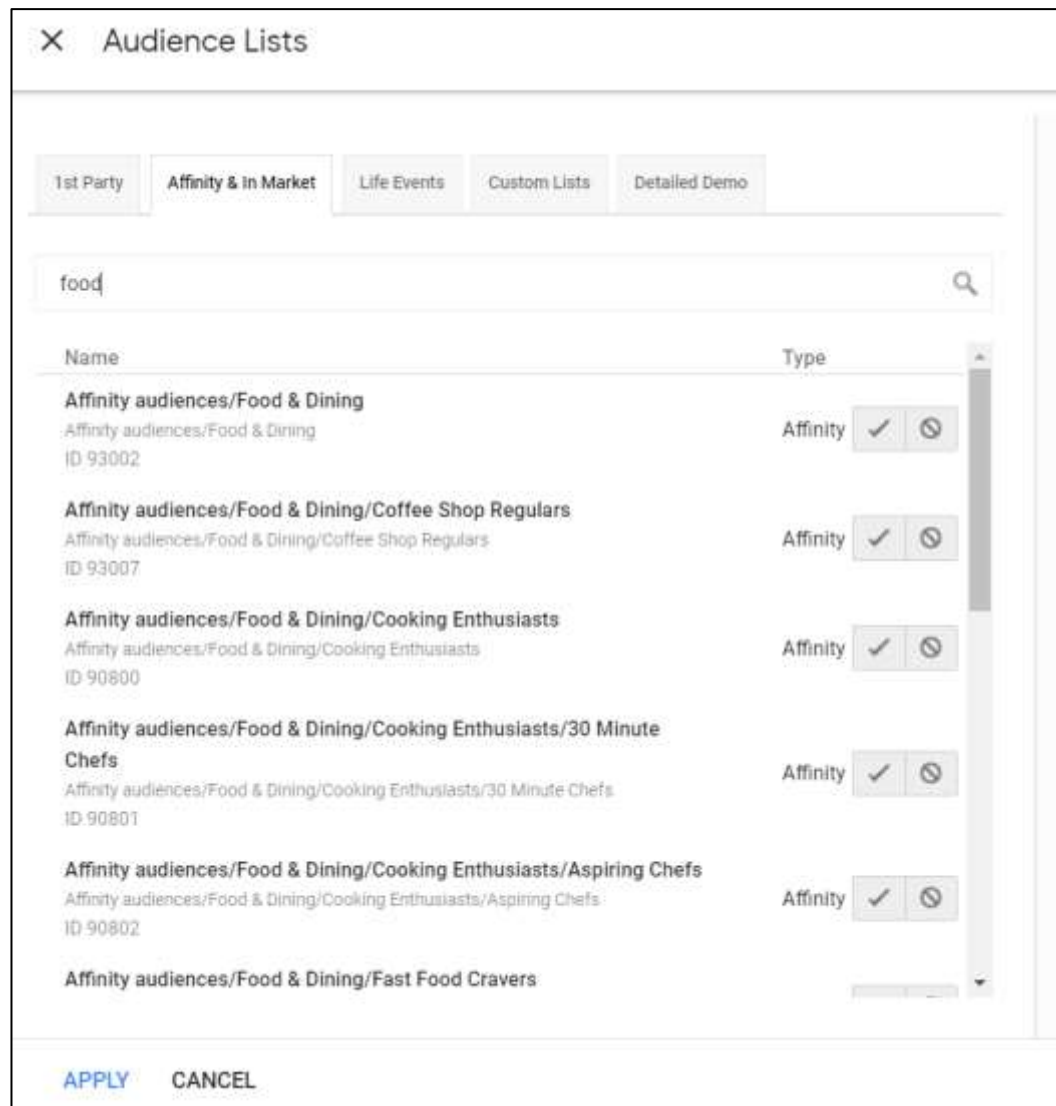 Audience Lists
1st Party Affinity & In Market Life Events Custom Lists Detailed Demo
food
Name Type
Affinity audiences/Food & Dining
Affinity audiences/Food & Dining
ID 93002
Affinity
Affinity audiences/Food & Dining/Coffee Shop Regulars
Affinity audiences/Food & Dining/Coffee Shop Regulars
ID 93007
Affinity
Affinity audiences/Food & Dining/Cooking Enthusiasts
Affinity audiences/Food & Dining/Cooking Enthusiasts
ID 90800
Affinity
Affinity audiences/Food & Dining/Cooking Enthusiasts/30 Minute
Chefs
Affinity audiences/Food & Dining/Cooking Enthusiasts/30 Minute Chefs
ID 90801
Affinity
Affinity audiences/Food & Dining/Cooking Enthusiasts/Aspiring Chefs
Affinity audiences/Food & Dining/Cooking Enthusiasts/Aspiring Chefs
ID 90802
Affinity
Affinity audiences/Food & Dining/Fast Food Cravers
APPLY CANCEL